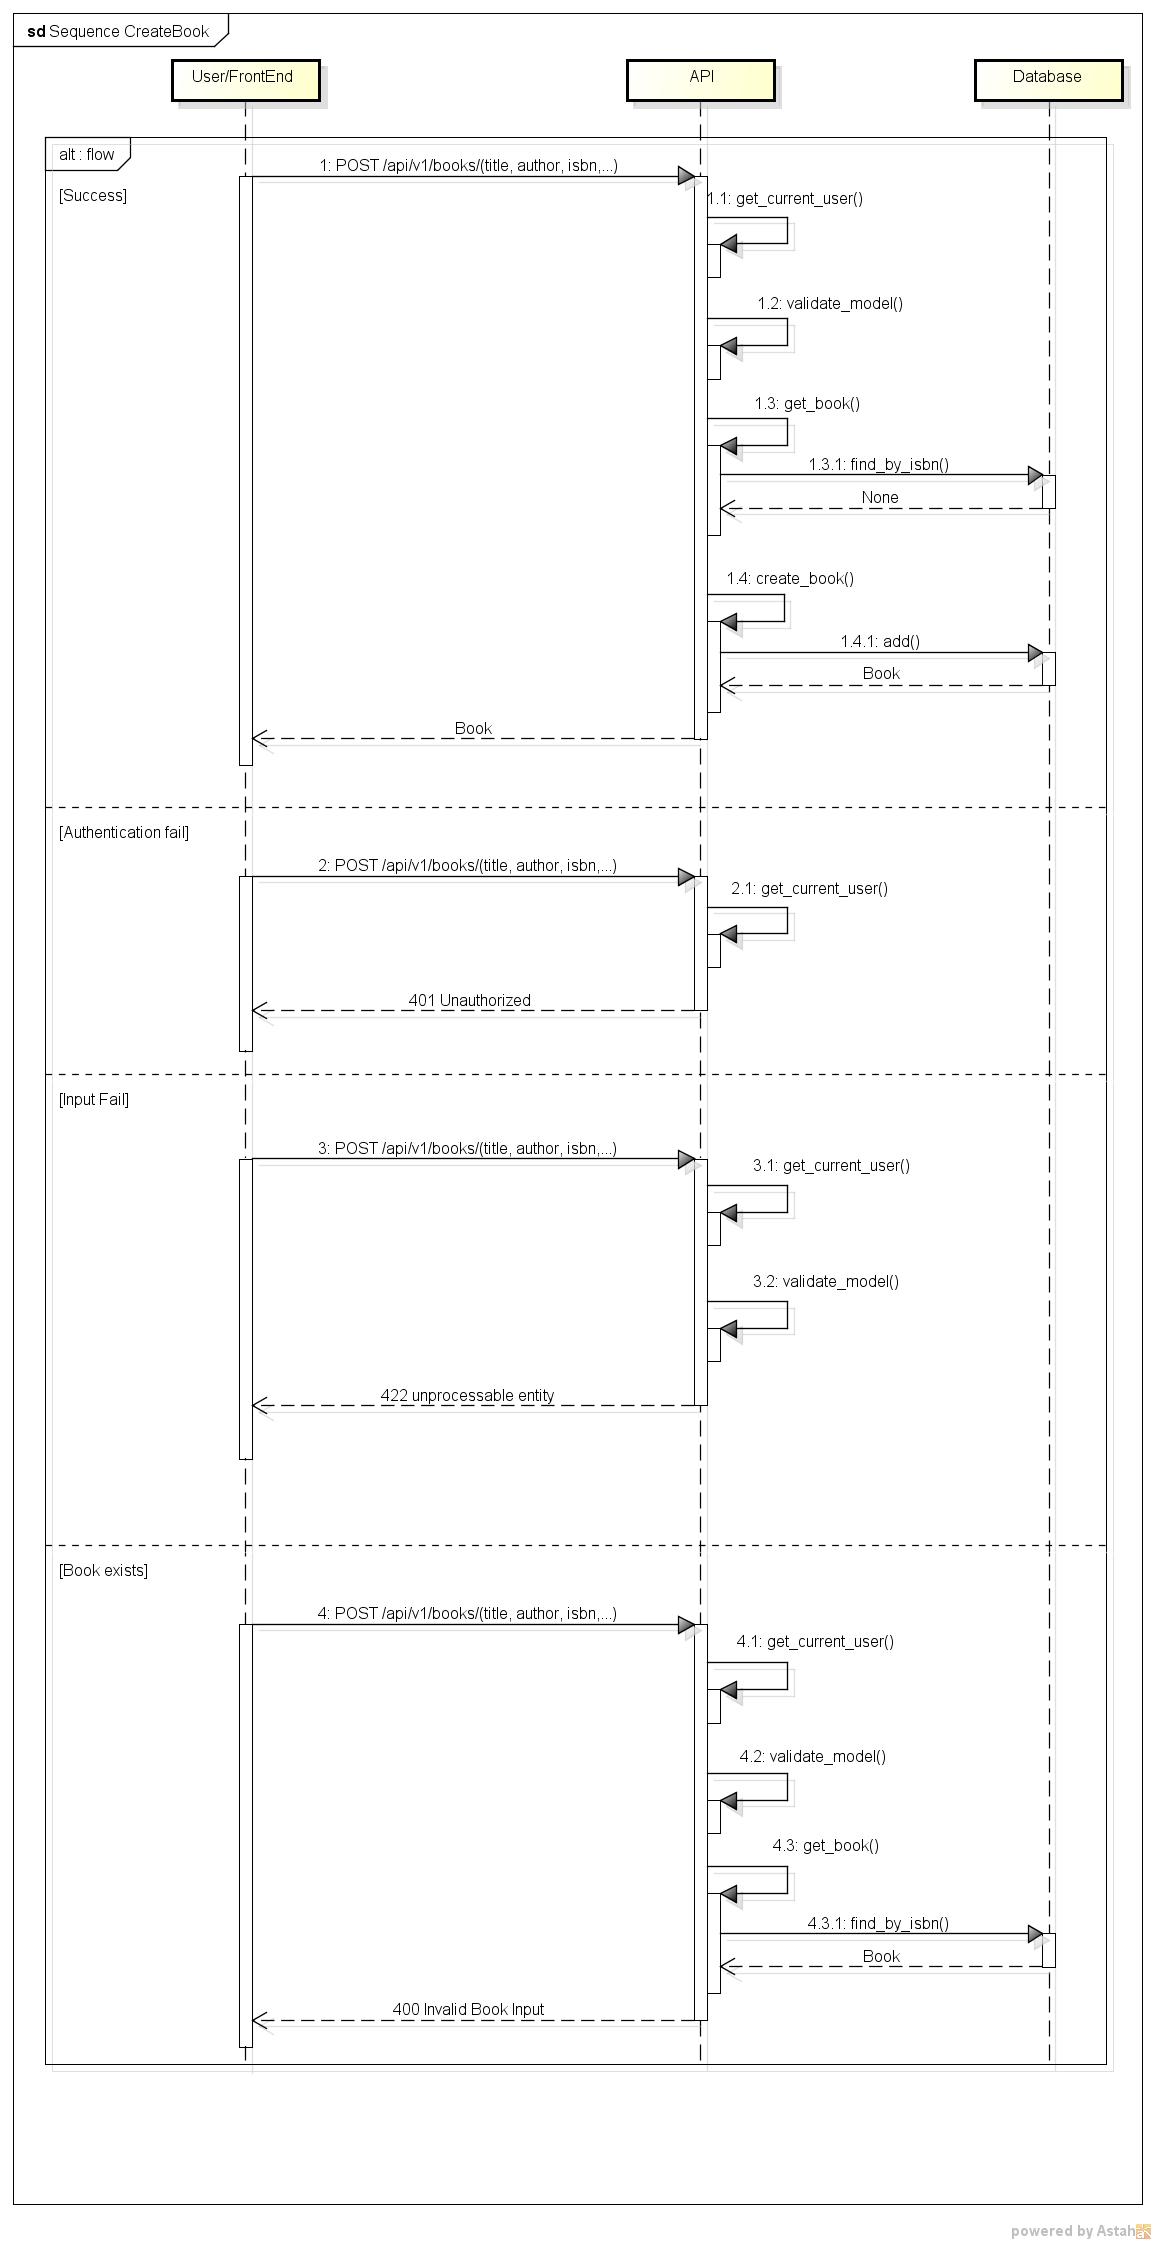 sd Sequence CreateBook
User/FrontEnd
API
Database
alt : flow
1: POST /api/v1/books/(title, author, isbn,...)
[Success]
1.1: get_current_user()
1.2: validate_model()
1.3: get_book()
1.3.1: find_by_isbn()
None
1.4: create_book()
1.4.1: add()
Book
Book
[Authentication fail]
2: POST /api/v1/books/(title, author, isbn,...)
2.1: get_current_user()
401 Unauthorized
[Input Fail]
3: POST /api/v1/books/(title, author, isbn,...)
3.1: get_current_user()
3.2: validate_model()
422 unprocessable entity
[Book exists]
4: POST /api/v1/books/(title, author, isbn,...)
4.1: get_current_user()
4.2: validate_model()
4.3: get_book()
4.3.1: find_by_isbn()
Book
400 Invalid Book Input
powered by Astah